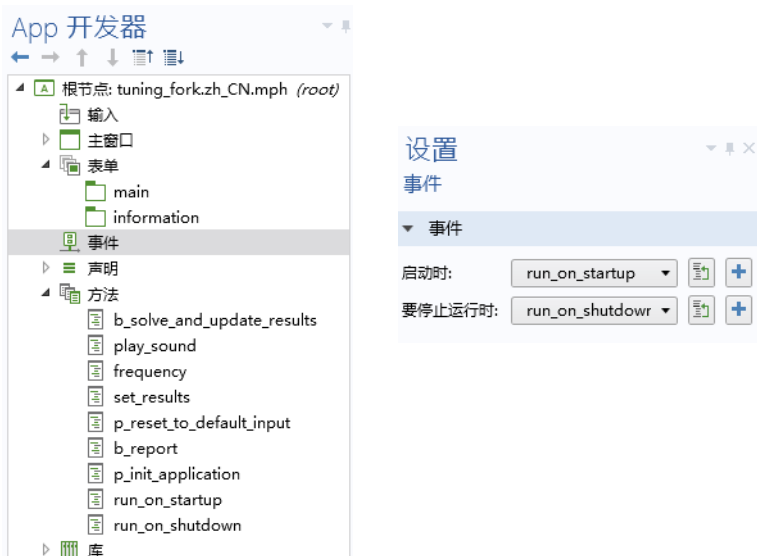 App 开发器
根节点: tuning_fork.zh_CN.mph (root)
输入
主窗口
表单
main
information
事件
声明
方法
b_solve_and_update_results
play_sound
frequency
set_results
p_reset_to_default_input
b_report
p_init_application
run_on_startup
run_on_shutdown
库
设置
事件
事件
启动时: run_on_startup
要停止运行时: run_on_shutdowr